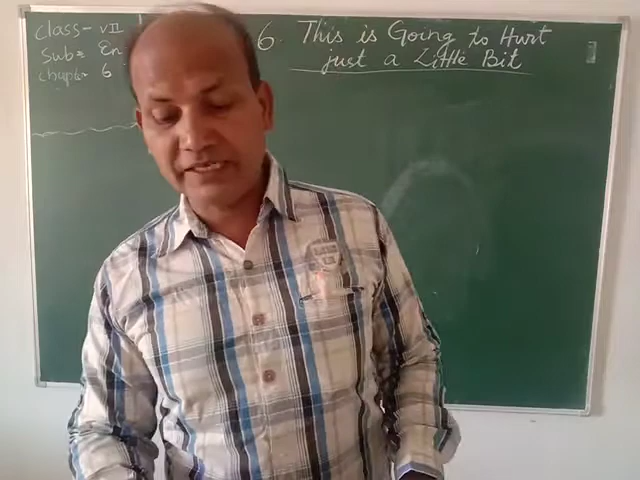 Class- VII
Sub= En
Chapter 6
6. This is Going to Hurt
just a Little Bit